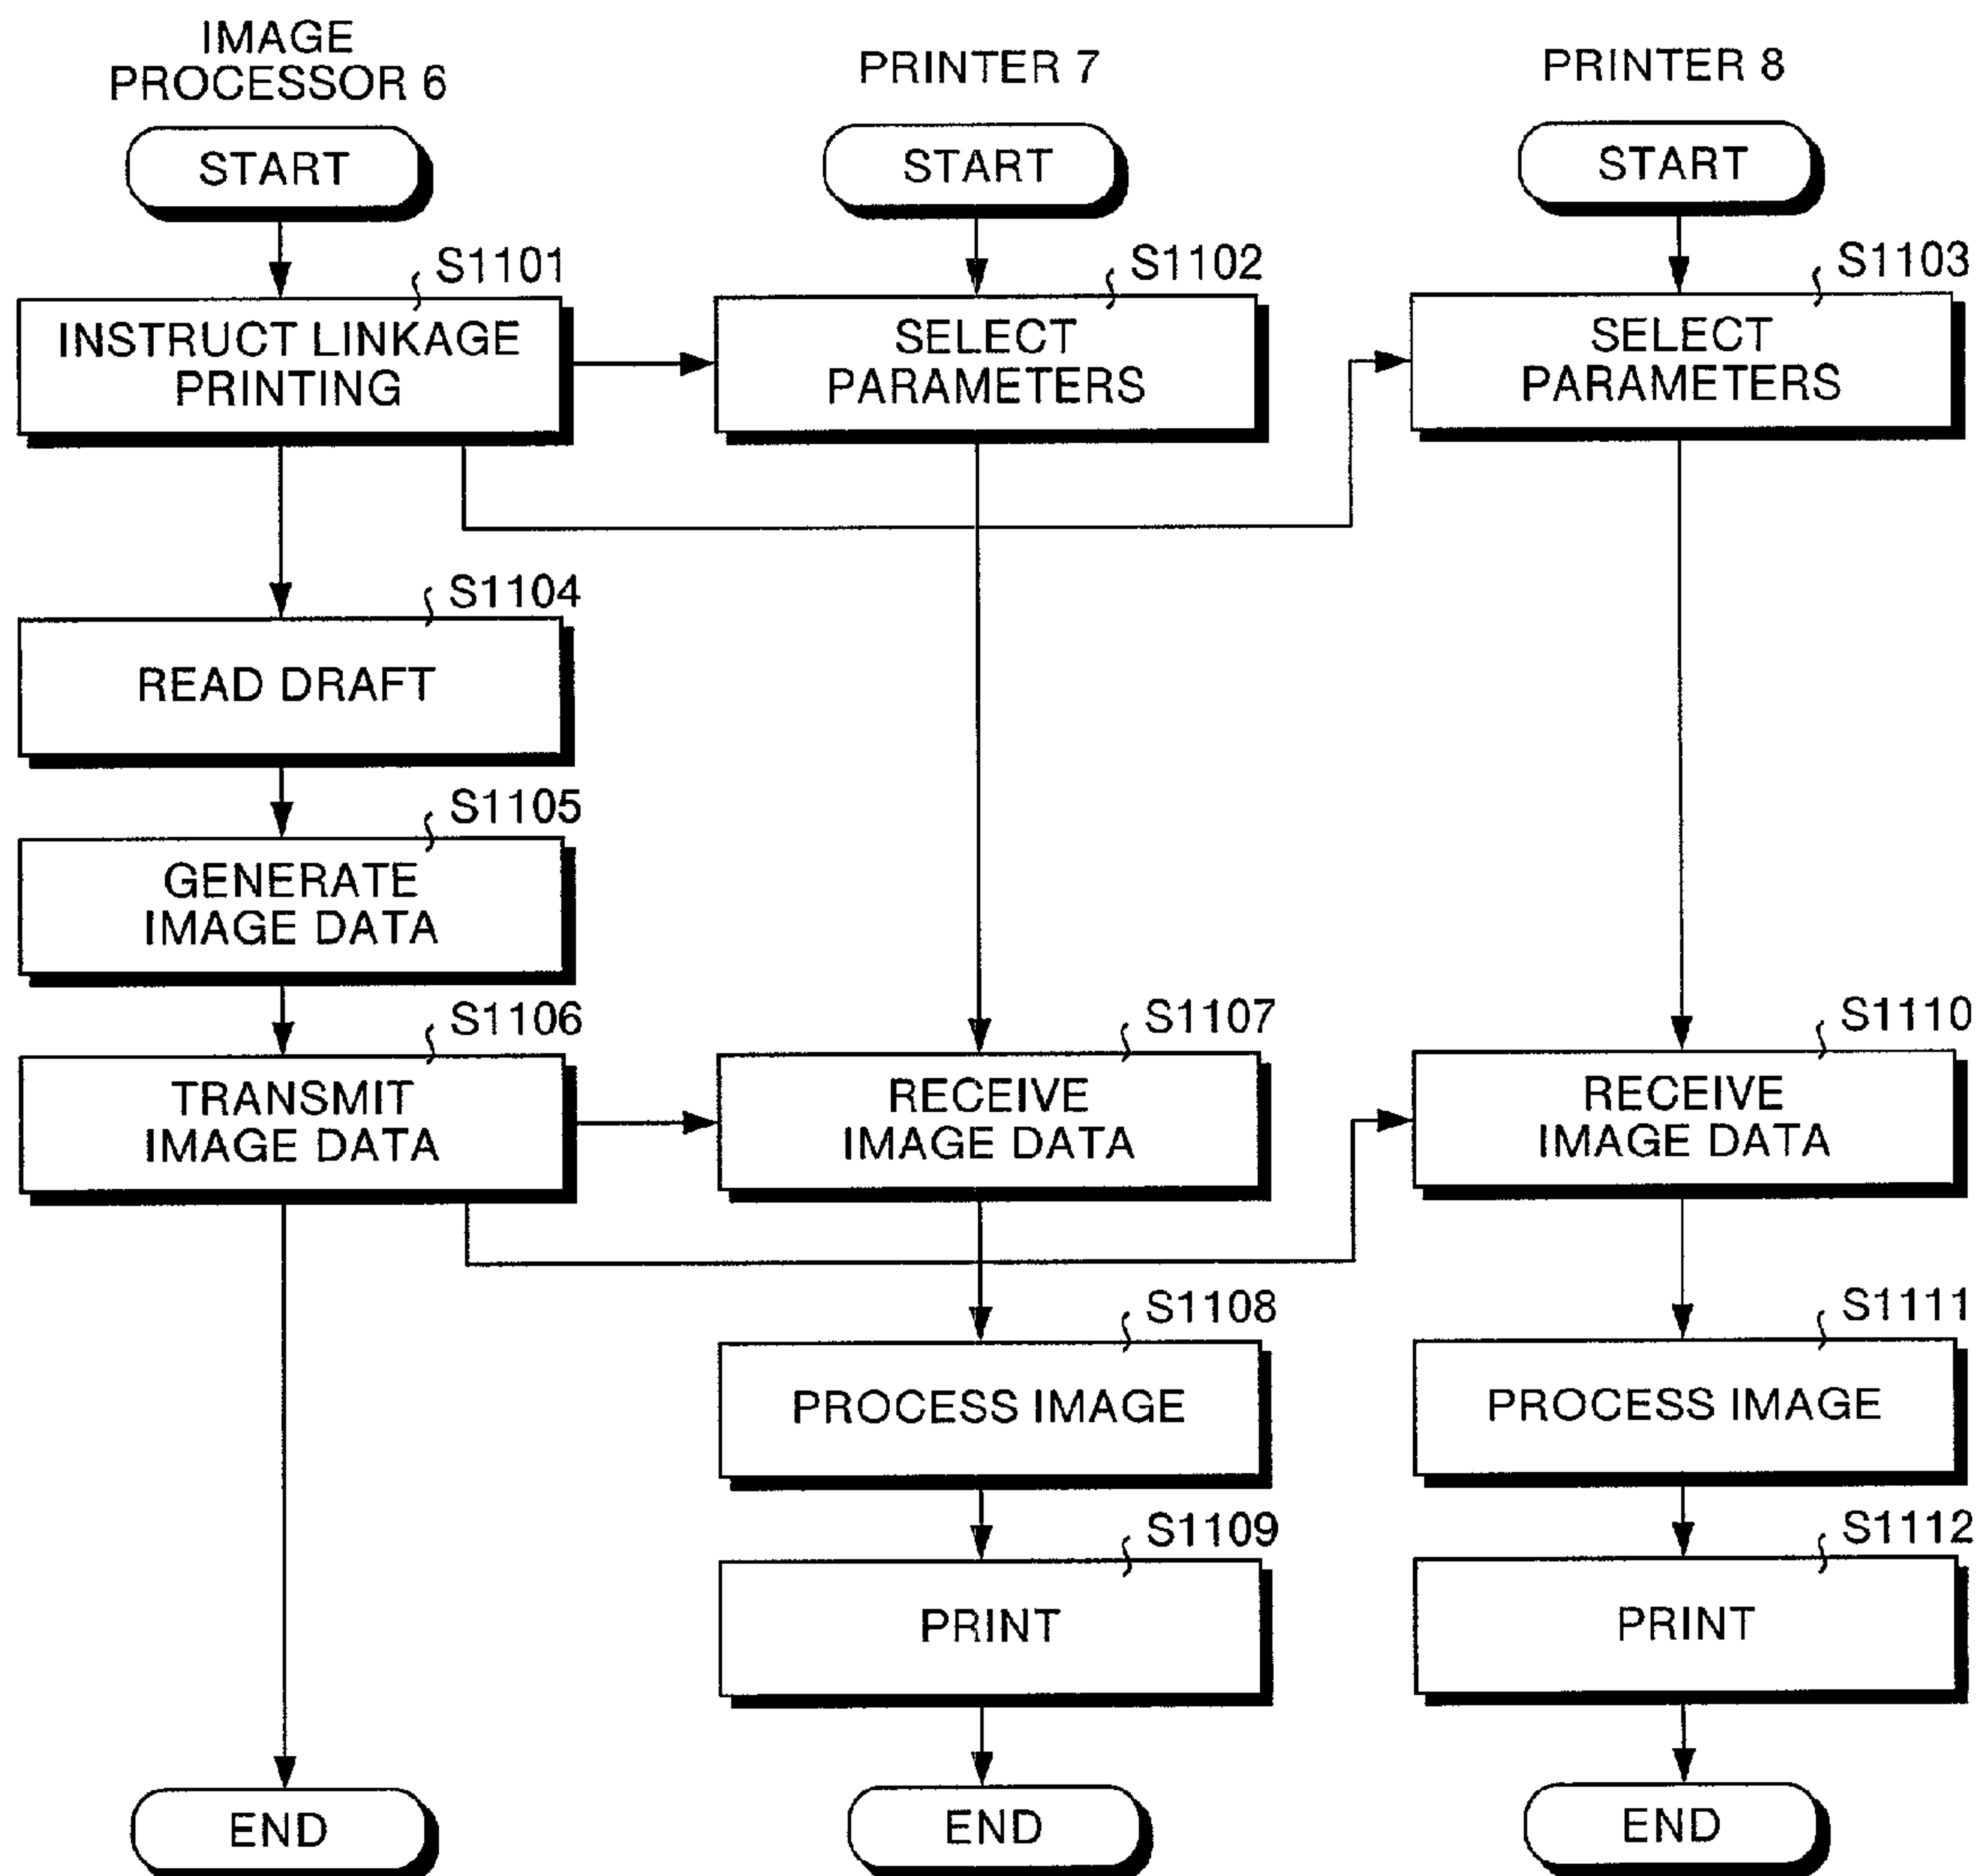 IMAGE
PROCESSOR 6
PRINTER 7
PRINTER 8
START
START
START
S1101
S1102
S1103
INSTRUCT LINKAGE
PRINTING
SELECT
PARAMETERS
SELECT
PARAMETERS
S1104
READ DRAFT
S1105
GENERATE
IMAGE DATA
S1106
S1107
S1110
TRANSMIT
IMAGE DATA
RECEIVE
IMAGE DATA
RECEIVE
IMAGE DATA
S1108
S1111
PROCESS IMAGE
PROCESS IMAGE
S1109
S1112
PRINT
PRINT
END
END
END